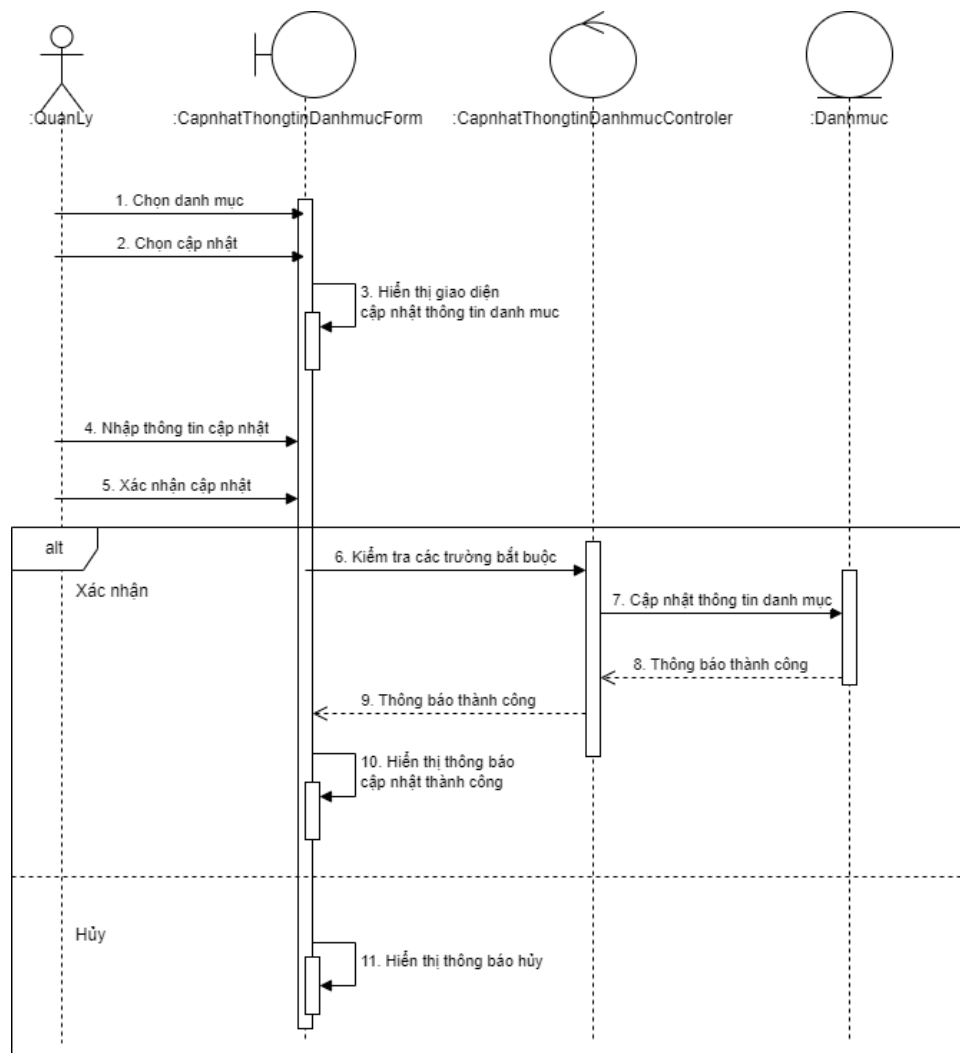 :QuanLy
:CapnhatThongtinDanhmucForm
:CapnhatThongtinDanhmucControler
:Danhmuc
1. Chọn danh mục
2. Chọn cập nhật
3. Hiển thị giao diện
cập nhật thông tin danh muc
4. Nhập thông tin cập nhật
5. Xác nhận cập nhật
alt
Xác nhận
6. Kiểm tra các trường bắt buộc
7. Cập nhật thông tin danh mục
8. Thông báo thành công
9. Thông báo thành công
10. Hiển thị thông báo
cập nhật thành công
Hủy
11. Hiển thị thông báo hủy